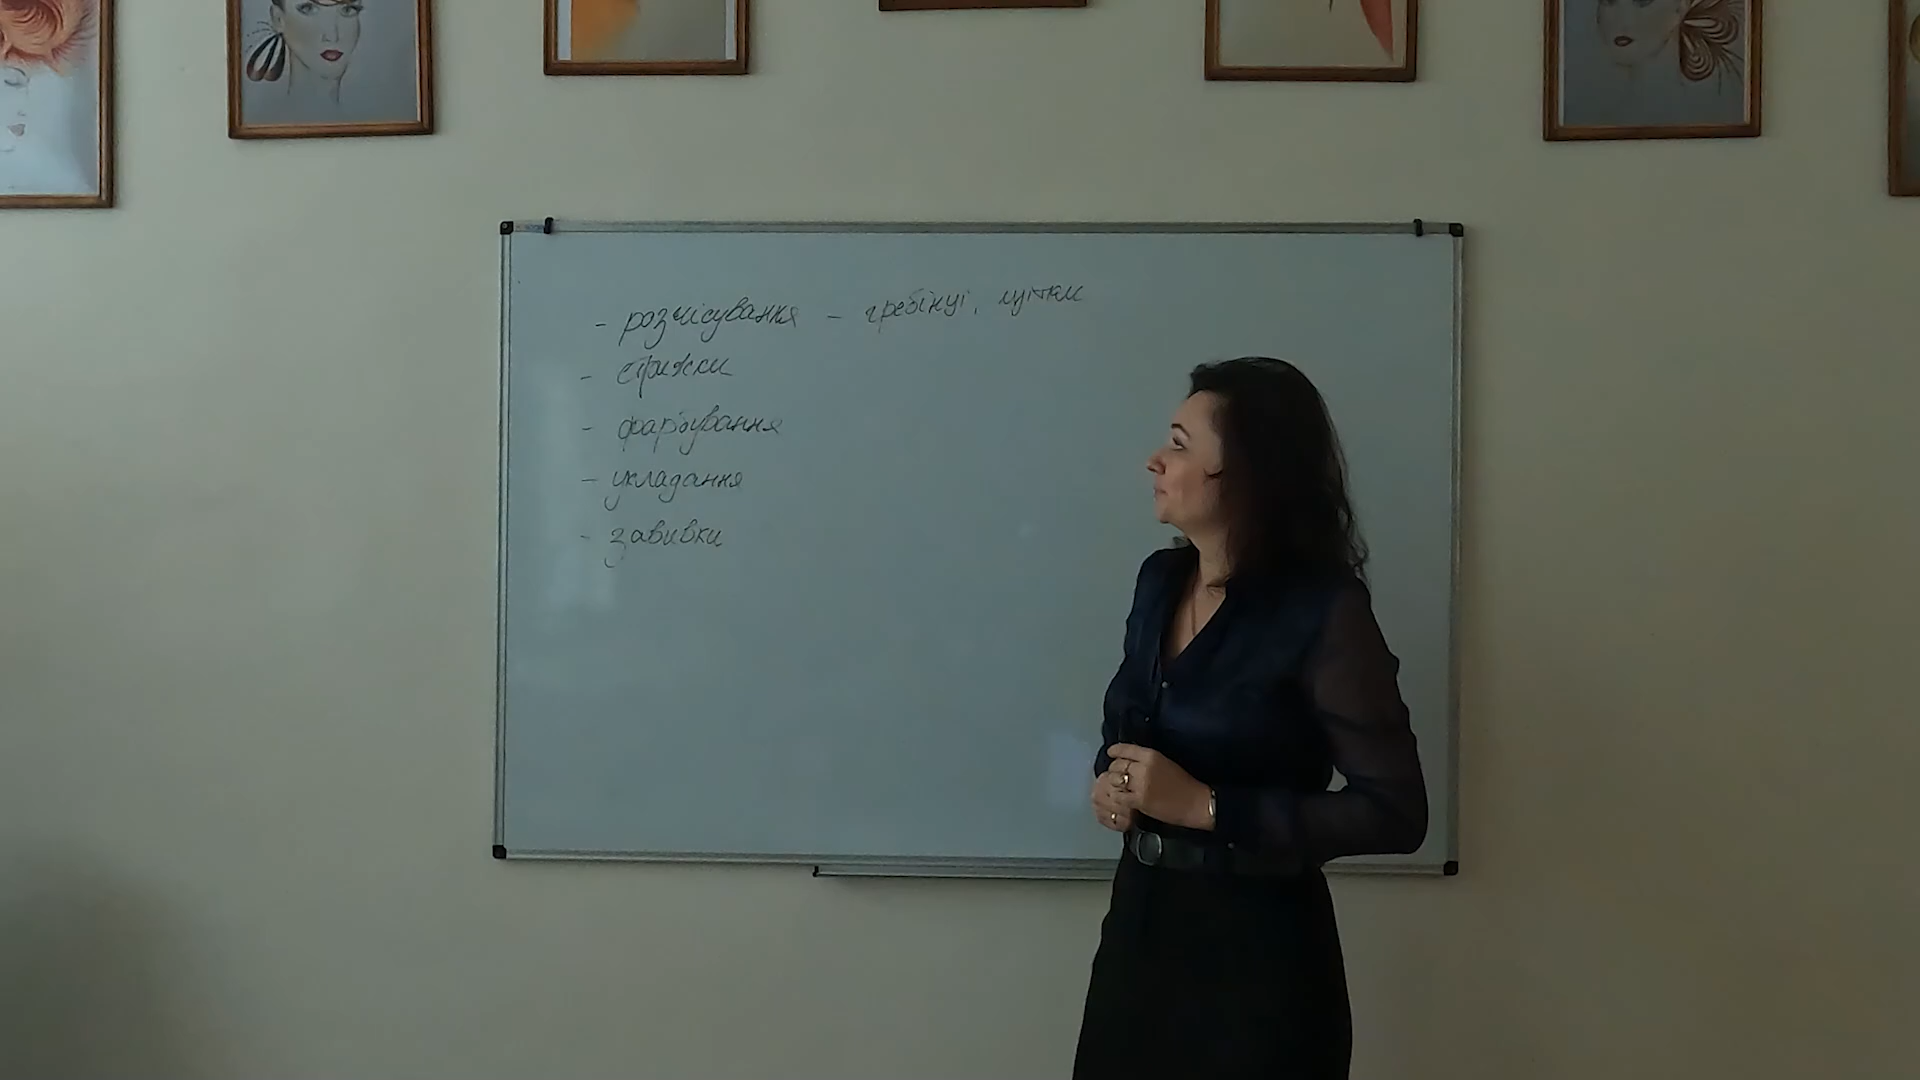 - розчісування - гребінці, щітки
- стрижки
- фарбування
- укладання
- завивки